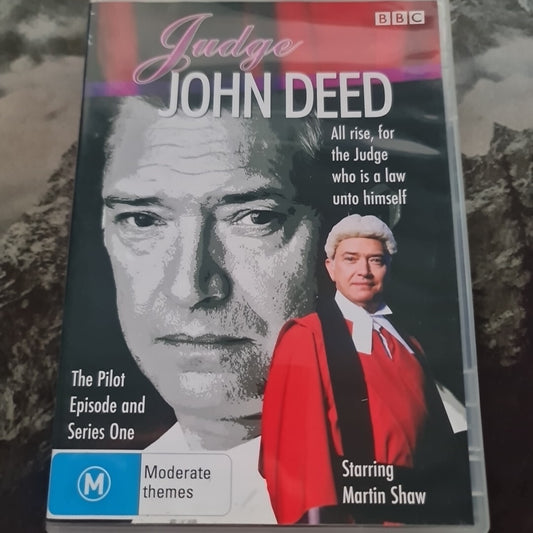 BBC
Judge
JOHN DEED
All rise, for
the Judge
who is a law
unto himself
The Pilot
Episode and
Series One
M
Moderate
themes
Starring
Martin Shaw